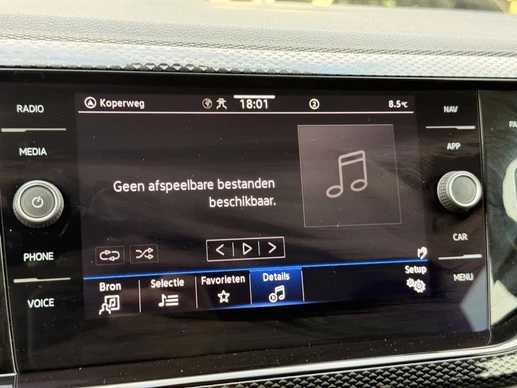 RADIO
MEDIA
PHONE
VOICE
Koperweg 18:01 2 8.5°C
Geen afspeelbare bestanden
beschikbaar.
Bron Selectie Favorieten Details Setup
NAV
APP
CAR
MENU